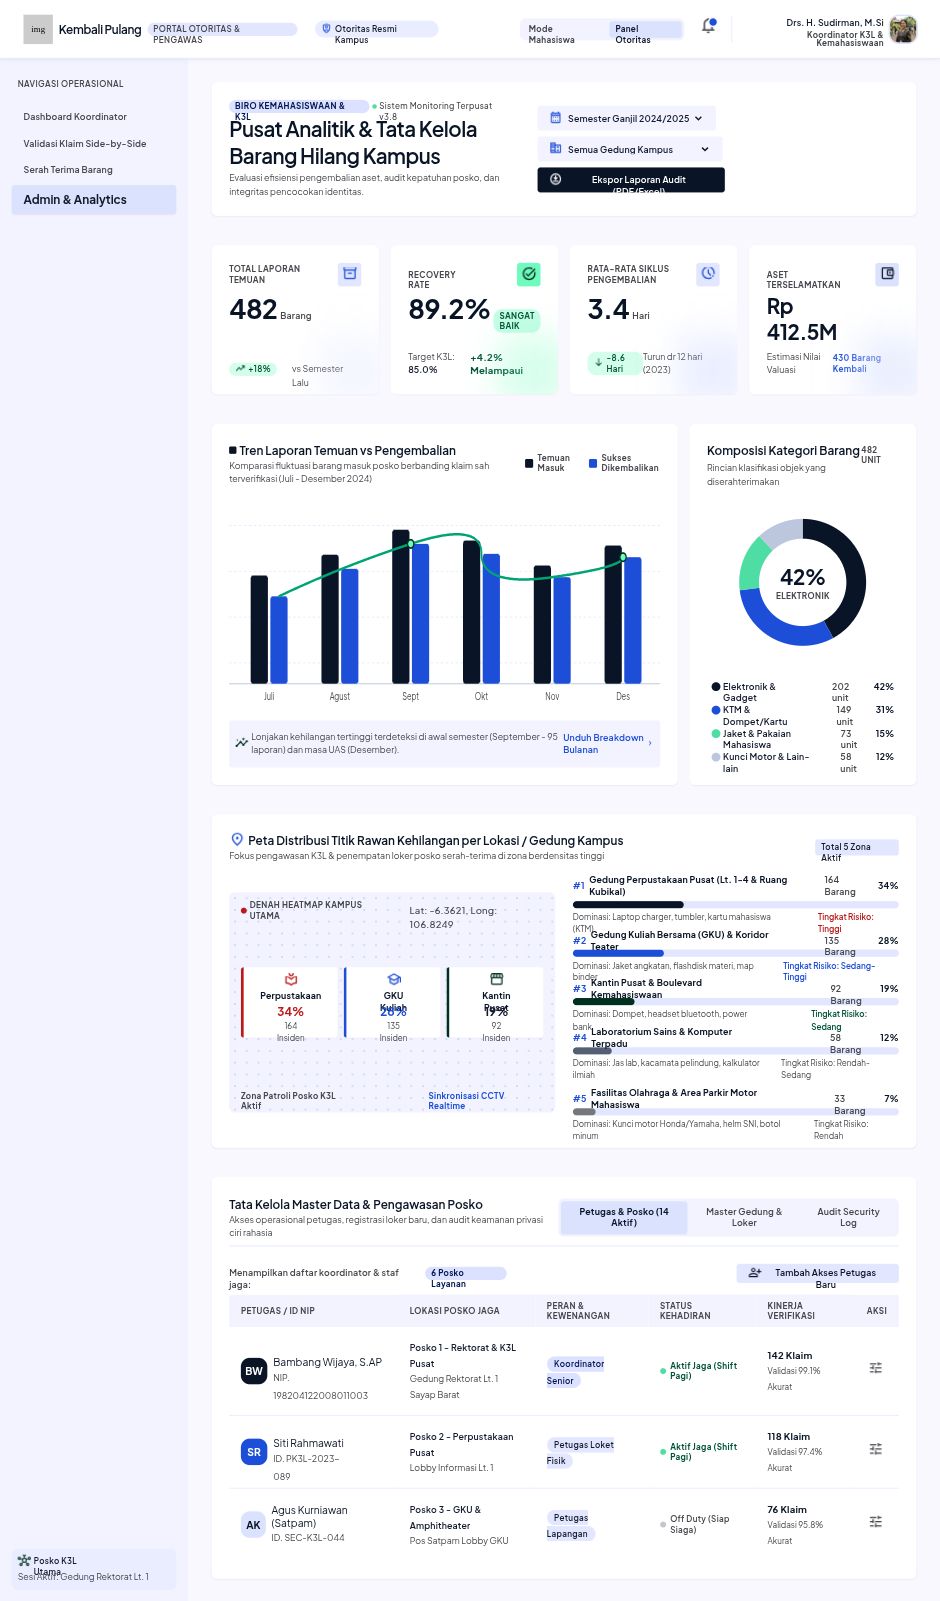 img
Kembali Pulang
PORTAL OTORITAS &
PENGAWAS
Otoritas Resmi
Kampus
Mode
Mahasiswa
Panel
Otoritas
Drs. H. Sudirman, M.Si
Koordinator K3L &
Kemahasiswaan
NAVIGASI OPERASIONAL
Dashboard Koordinator
Validasi Klaim Side-by-Side
Serah Terima Barang
Admin & Analytics
BIRO KEMAHASISWAAN &
K3L
Sistem Monitoring Terpusat
v3.8
Pusat Analitik & Tata Kelola
Barang Hilang Kampus
Evaluasi efisiensi pengembalian aset, audit kepatuhan posko, dan
integritas pencocokan identitas.
Semester Ganjil 2024/2025
Semua Gedung Kampus
Ekspor Laporan Audit
(PDF/Excel)
TOTAL LAPORAN
TEMUAN
482 Barang
+18%
vs Semester
Lalu
RECOVERY
RATE
89.2%
SANGAT
BAIK
Target K3L:
85.0%
+4.2%
Melampaui
RATA-RATA SIKLUS
PENGEMBALIAN
3.4 Hari
-8.6
Hari
Turun dr 12 hari
(2023)
ASET
TERSELAMATKAN
Rp
412.5M
Estimasi Nilai
Valuasi
430 Barang
Kembali
Tren Laporan Temuan vs Pengembalian
Komparasi fluktuasi barang masuk posko berbanding klaim sah
terverifikasi (Juli - Desember 2024)
Temuan
Masuk
Sukses
Dikembalikan
Juli
Agust
Sept
Okt
Nov
Des
Lonjakan kehilangan tertinggi terdeteksi di awal semester (September - 95
laporan) dan masa UAS (Desember).
Unduh Breakdown
Bulanan
Komposisi Kategori Barang
482
UNIT
Rincian klasifikasi objek yang
diserahterimakan
42%
ELEKTRONIK
Elektronik &
Gadget
202
unit
42%
KTM &
Dompet/Kartu
149
unit
31%
Jaket & Pakaian
Mahasiswa
73
unit
15%
Kunci Motor & Lain-
lain
58
unit
12%
Peta Distribusi Titik Rawan Kehilangan per Lokasi / Gedung Kampus
Fokus pengawasan K3L & penempatan loker posko serah-terima di zona berdensitas tinggi
Total 5 Zona
Aktif
DENAH HEATMAP KAMPUS
UTAMA
Lat: -6.3621, Long:
106.8249
Perpustakaan
34%
164
Insiden
GKU
Kuliah
28%
135
Insiden
Kantin
Pusat
19%
92
Insiden
Zona Patroli Posko K3L
Aktif
Sinkronisasi CCTV
Realtime
#1 Gedung Perpustakaan Pusat (Lt. 1-4 & Ruang
Kubikal)
164
Barang
34%
Dominasi: Laptop charger, tumbler, kartu mahasiswa
(KTM)
Tingkat Risiko:
Tinggi
#2 Gedung Kuliah Bersama (GKU) & Koridor
Teater
135
Barang
28%
Dominasi: Jaket angkatan, flashdisk materi, map
binder
Tingkat Risiko: Sedang-
Tinggi
#3 Kantin Pusat & Boulevard
Kemahasiswaan
92
Barang
19%
Dominasi: Dompet, headset bluetooth, power
bank
Tingkat Risiko:
Sedang
#4 Laboratorium Sains & Komputer
Terpadu
58
Barang
12%
Dominasi: Jas lab, kacamata pelindung, kalkulator
ilmiah
Tingkat Risiko: Rendah-
Sedang
#5 Fasilitas Olahraga & Area Parkir Motor
Mahasiswa
33
Barang
7%
Dominasi: Kunci motor Honda/Yamaha, helm SNI, botol
minum
Tingkat Risiko:
Rendah
Tata Kelola Master Data & Pengawasan Posko
Akses operasional petugas, registrasi loker baru, dan audit keamanan privasi
ciri rahasia
Petugas & Posko (14
Aktif)
Master Gedung &
Loker
Audit Security
Log
Menampilkan daftar koordinator & staf
jaga:
6 Posko
Layanan
Tambah Akses Petugas
Baru
PETUGAS / ID NIP
LOKASI POSKO JAGA
PERAN &
KEWENANGAN
STATUS
KEHADIRAN
KINERJA
VERIFIKASI
AKSI
BW
Bambang Wijaya, S.AP
NIP.
198204122008011003
Posko 1 - Rektorat & K3L
Pusat
Gedung Rektorat Lt. 1
Sayap Barat
Koordinator
Senior
Aktif Jaga (Shift
Pagi)
142 Klaim
Validasi 99.1%
Akurat
SR
Siti Rahmawati
ID. PK3L-2023-
089
Posko 2 - Perpustakaan
Pusat
Lobby Informasi Lt. 1
Petugas Loket
Fisik
Aktif Jaga (Shift
Pagi)
118 Klaim
Validasi 97.4%
Akurat
AK
Agus Kurniawan
(Satpam)
ID. SEC-K3L-044
Posko 3 - GKU &
Amphitheater
Pos Satpam Lobby GKU
Petugas
Lapangan
Off Duty (Siap
Siaga)
76 Klaim
Validasi 95.8%
Akurat
Posko K3L
Utama
Sesi Aktif: Gedung Rektorat Lt. 1